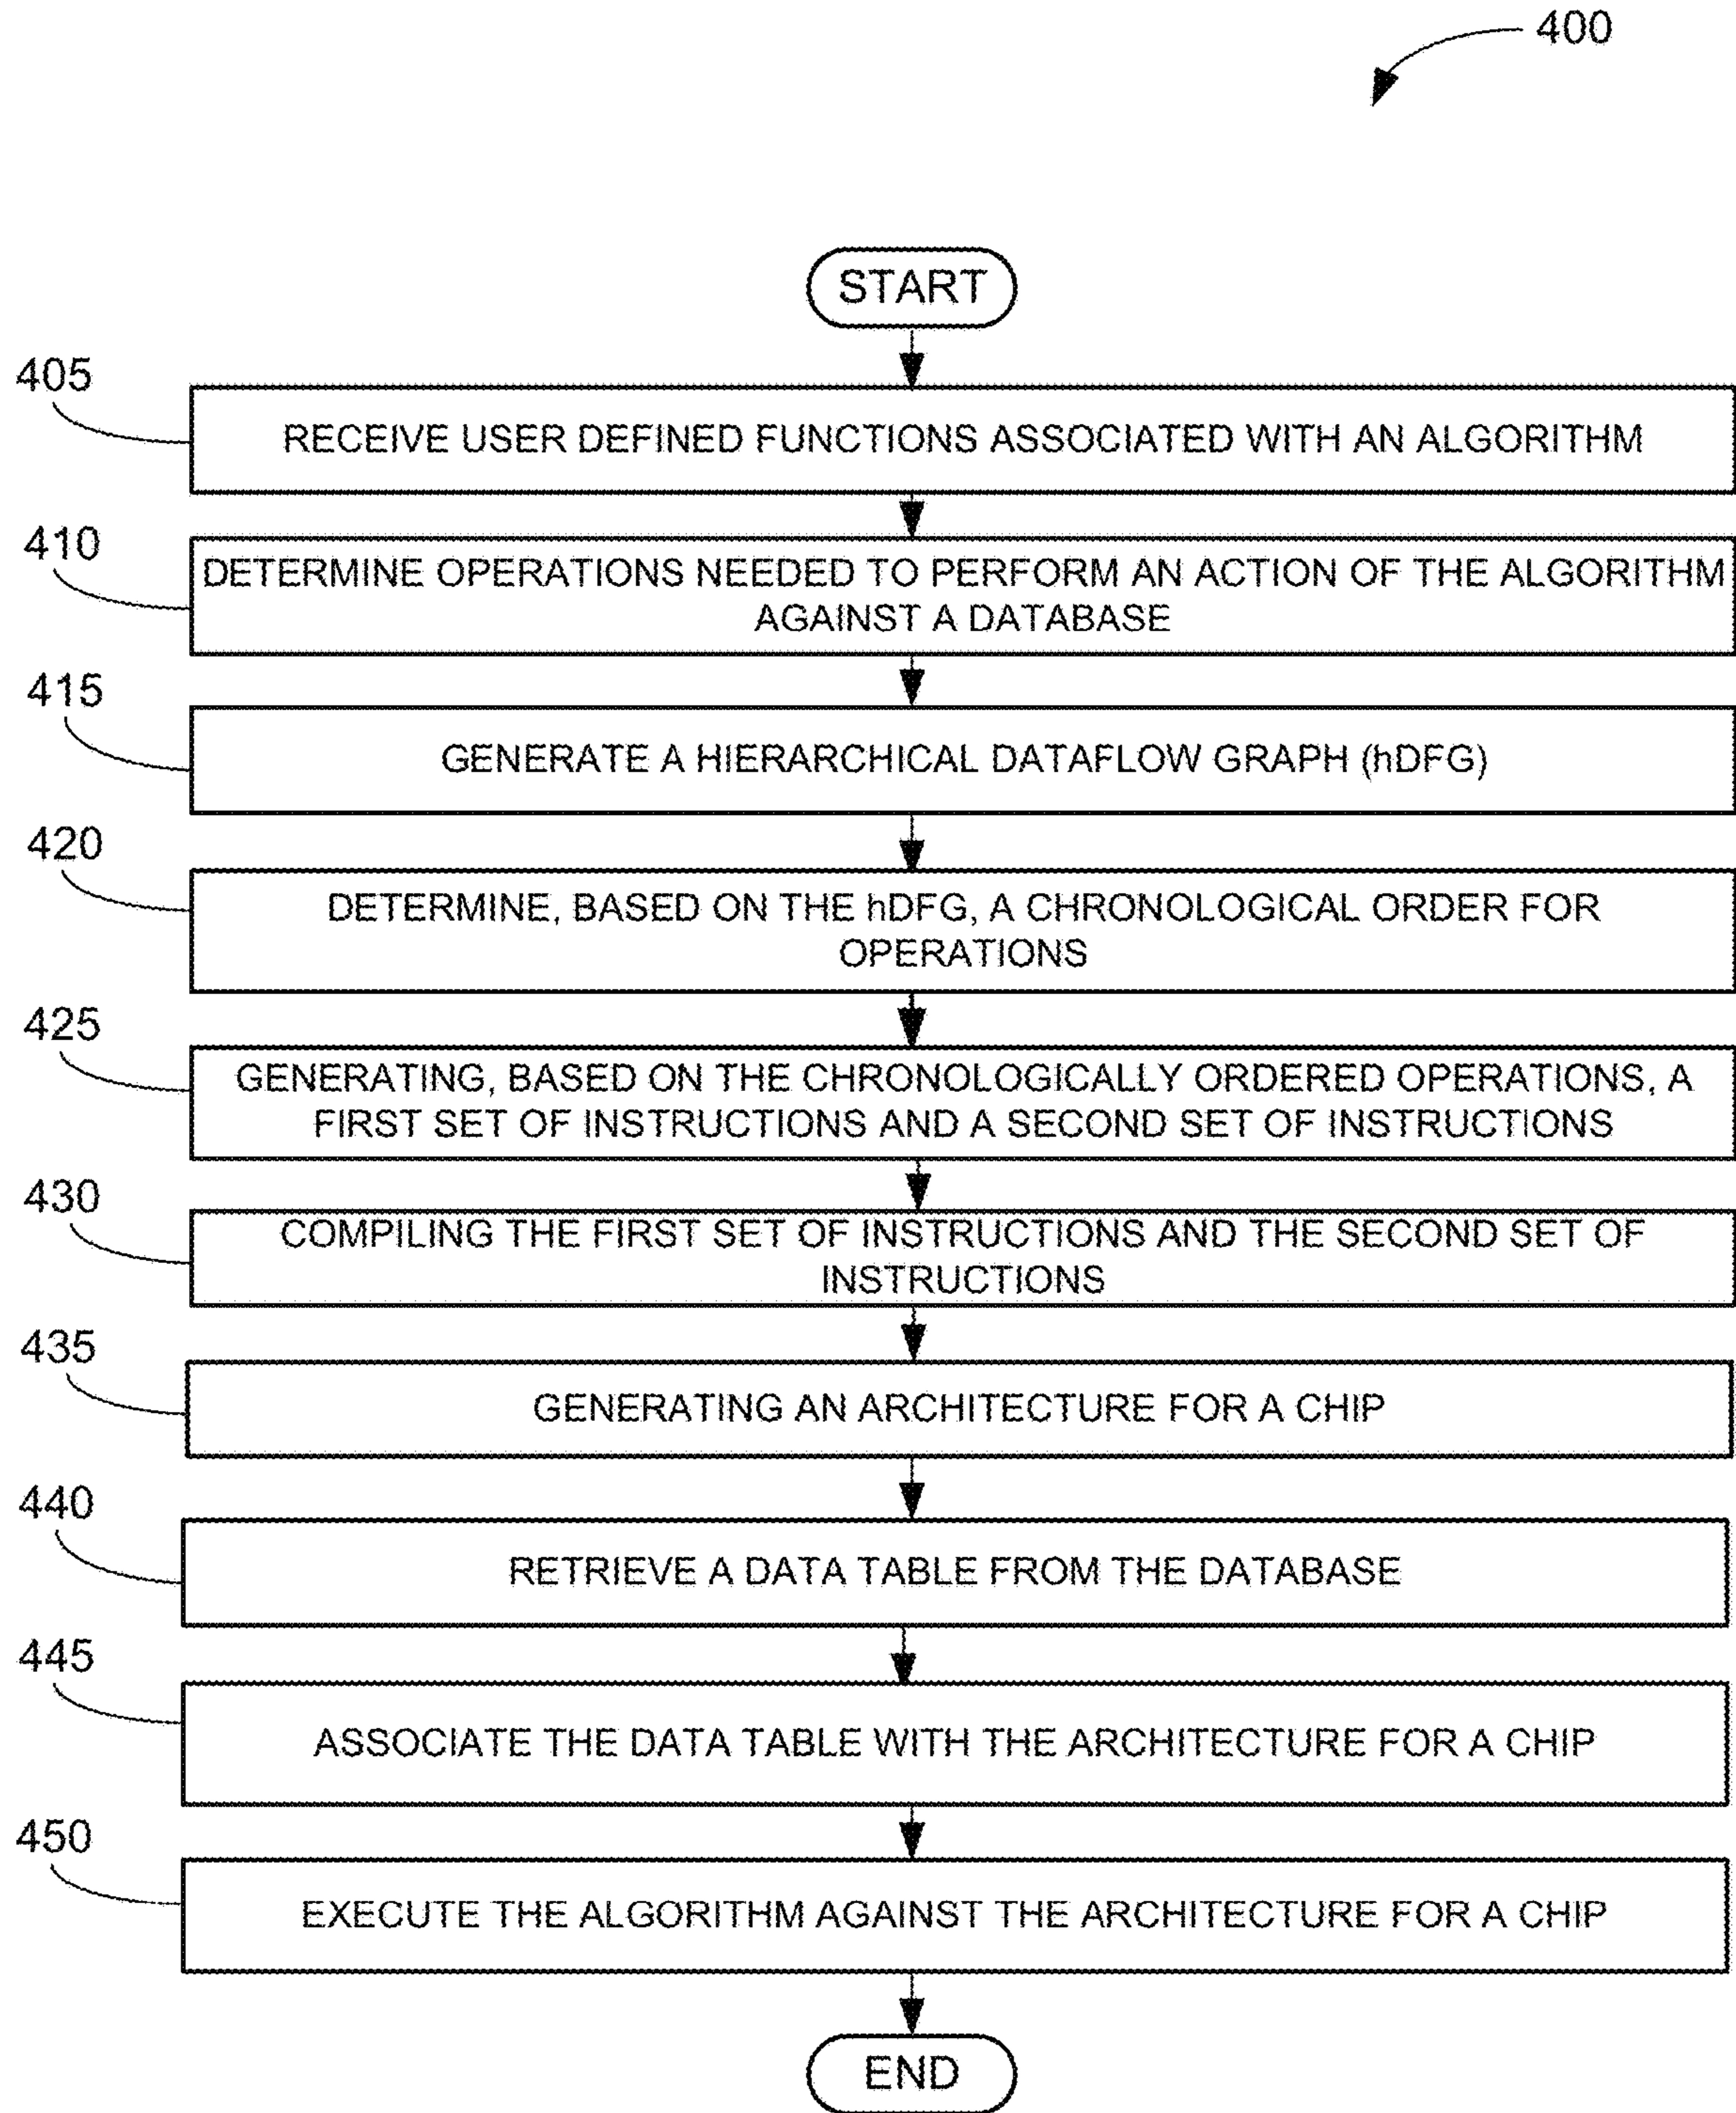 400
START
405
RECEIVE USER DEFINED FUNCTIONS ASSOCIATED WITH AN ALGORITHM
410
DETERMINE OPERATIONS NEEDED TO PERFORM AN ACTION OF THE ALGORITHM
AGAINST A DATABASE
415
GENERATE A HIERARCHICAL DATAFLOW GRAPH (hDFG)
420
DETERMINE, BASED ON THE hDFG, A CHRONOLOGICAL ORDER FOR
OPERATIONS
425
GENERATING, BASED ON THE CHRONOLOGICALLY ORDERED OPERATIONS, A
FIRST SET OF INSTRUCTIONS AND A SECOND SET OF INSTRUCTIONS
430
COMPILING THE FIRST SET OF INSTRUCTIONS AND THE SECOND SET OF
INSTRUCTIONS
435
GENERATING AN ARCHITECTURE FOR A CHIP
440
RETRIEVE A DATA TABLE FROM THE DATABASE
445
ASSOCIATE THE DATA TABLE WITH THE ARCHITECTURE FOR A CHIP
450
EXECUTE THE ALGORITHM AGAINST THE ARCHITECTURE FOR A CHIP
END